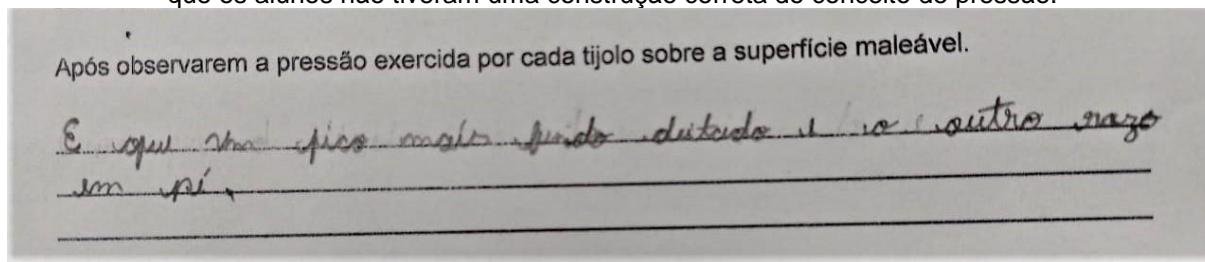 que os alunos não tiveram uma construção correta do conceito de pressão.
Após observarem a pressão exercida por cada tijolo sobre a superfície maleável.
E que um fico mais fundo deitado e o outro razo
em pé.